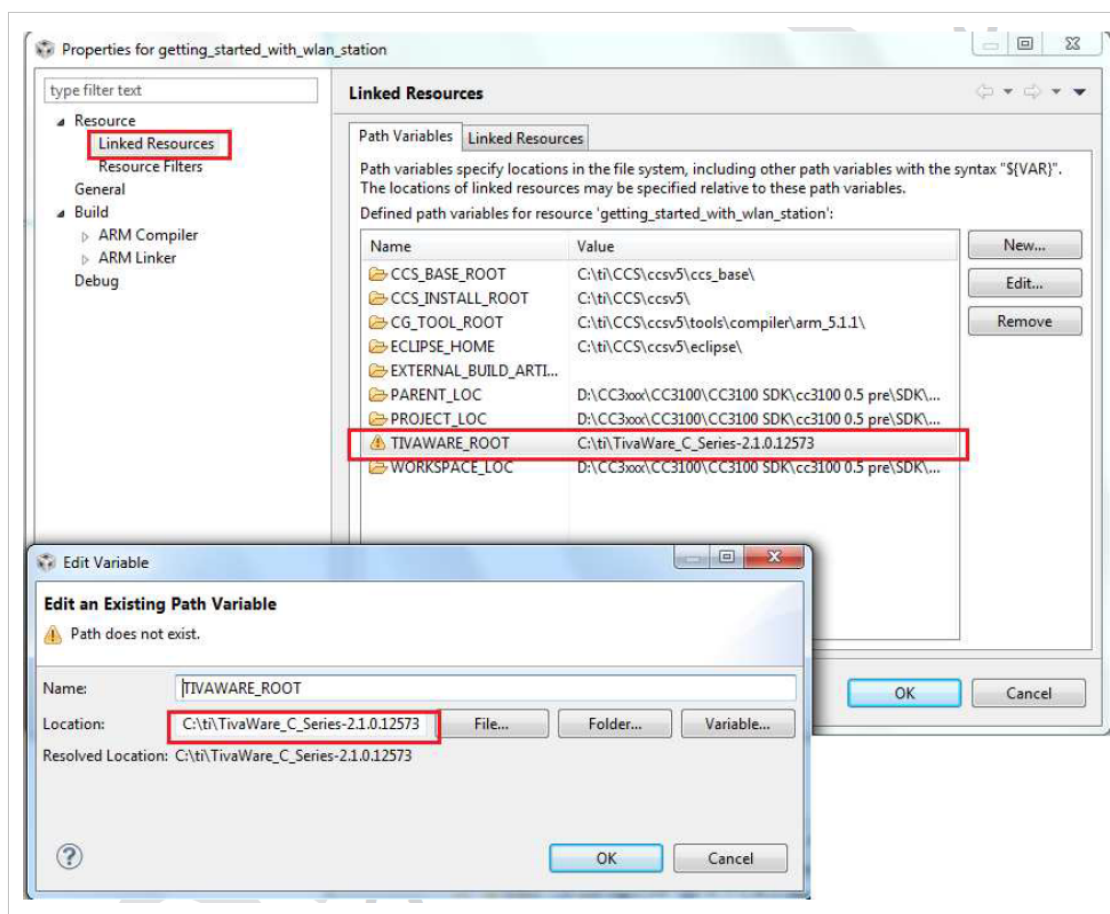 Properties for getting_started_with_wlan_station
type filter text
Resource
Linked Resources
Resource Filters
General
Build
ARM Compiler
ARM Linker
Debug
Linked Resources
Path Variables Linked Resources
Path variables specify locations in the file system, including other path variables with the syntax "${VAR}".
The locations of linked resources may be specified relative to these path variables.
Defined path variables for resource 'getting_started_with_wlan_station':
Name Value
CCS_BASE_ROOT C:\ti\CCS\ccsv5\ccs_base\
CCS_INSTALL_ROOT C:\ti\CCS\ccsv5\
CG_TOOL_ROOT C:\ti\CCS\ccsv5\tools\compiler\arm_5.1.1\
ECLIPSE_HOME C:\ti\CCS\ccsv5\eclipse\
EXTERNAL_BUILD_ARTI...
PARENT_LOC D:\CC3xxx\CC3100\CC3100 SDK\cc3100 0.5 pre\SDK\...
PROJECT_LOC D:\CC3xxx\CC3100\CC3100 SDK\cc3100 0.5 pre\SDK\...
TIVAWARE_ROOT C:\ti\TivaWare_C_Series-2.1.0.12573
WORKSPACE_LOC D:\CC3xxx\CC3100\CC3100 SDK\cc3100 0.5 pre\SDK\...
New...
Edit...
Remove
OK Cancel
Edit Variable
Edit an Existing Path Variable
Path does not exist.
Name: TIVAWARE_ROOT
Location: C:\ti\TivaWare_C_Series-2.1.0.12573 File... Folder... Variable...
Resolved Location: C:\ti\TivaWare_C_Series-2.1.0.12573
?
OK Cancel